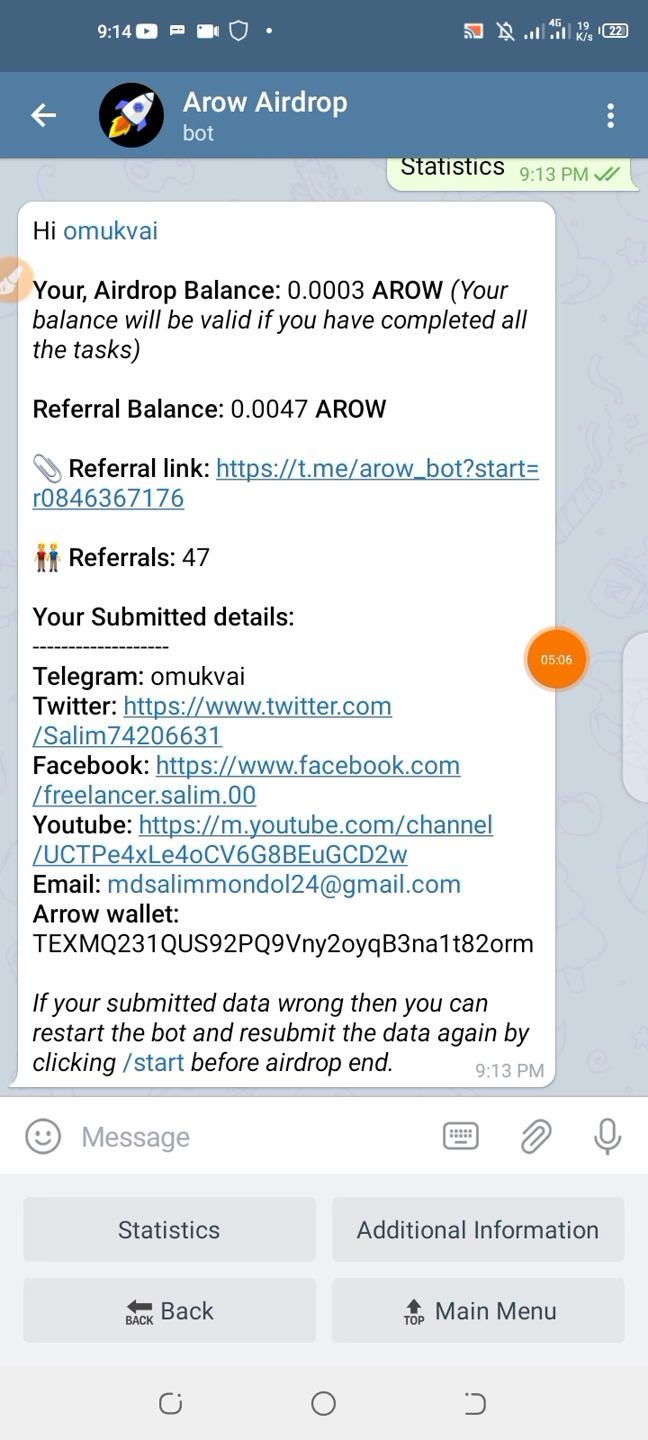 9:14
4G 19 K/s 22
Arow Airdrop
bot
Statistics 9:13 PM
Hi omukvai
Your, Airdrop Balance: 0.0003 AROW (Your
balance will be valid if you have completed all
the tasks)
Referral Balance: 0.0047 AROW
Referral link: https://t.me/arow_bot?start=
r0846367176
Referrals: 47
Your Submitted details:
-------------------
Telegram: omukvai
Twitter: https://www.twitter.com
/Salim74206631
Facebook: https://www.facebook.com
/freelancer.salim.00
Youtube: https://m.youtube.com/channel
/UCTPe4xLe4oCV6G8BEuGCD2w
Email: mdsalimmondol24@gmail.com
Arrow wallet:
TEXMQ231QUS92PQ9Vny2oyqB3na1t82orm
If your submitted data wrong then you can
restart the bot and resubmit the data again by
clicking /start before airdrop end.
9:13 PM
05:06
Message
Statistics
Additional Information
BACK Back
TOP Main Menu